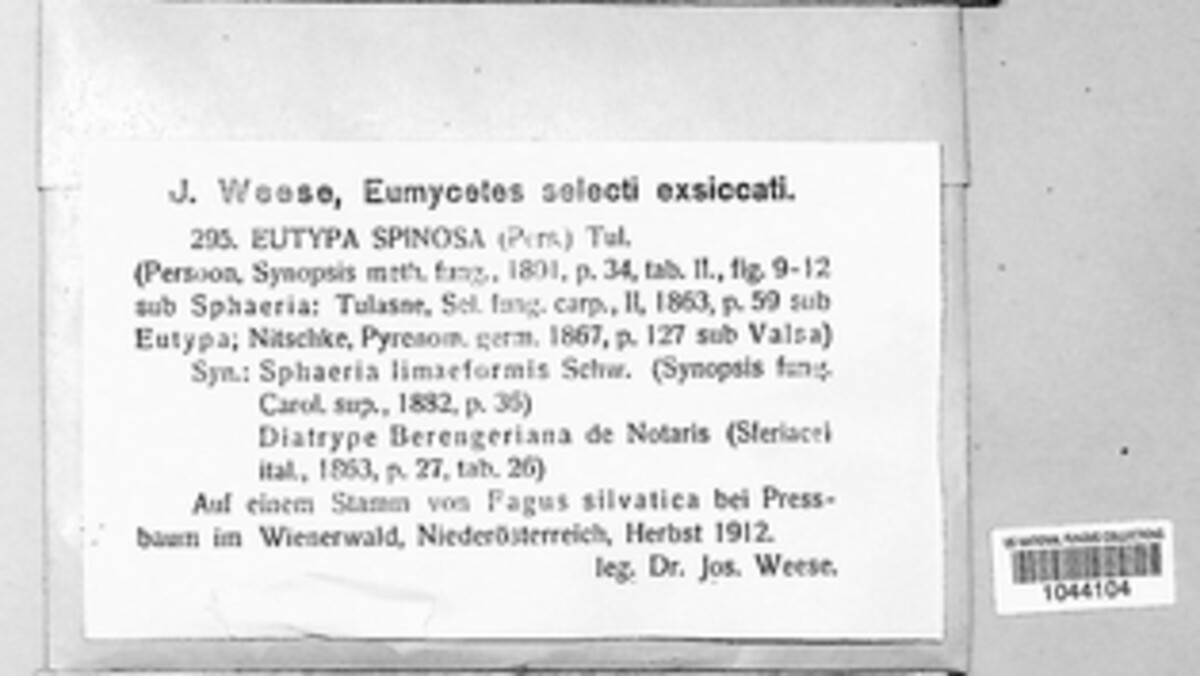 J. Weese, Eumycetes selecti exsiccati.
295. EUTYPA SPINOSA (Pers.) Tul.
(Persoon, Synopsis meth. fung., 1801, p. 34, tab. II., fig. 9-12
sub Sphaeria: Tulasne, Sel. fung. carp., II, 1863, p. 59 sub
Eutypa; Nitschke, Pyrenom. germ. 1867, p. 127 sub Valsa)
Syn.: Sphaeria limaeformis Schw. (Synopsis fung.
Carol. sup., 1882, p. 35)
Diatrype Berengeriana de Notaris (Sferiacei
ital., 1863, p. 27, tab. 26)
Auf einem Stamm von Fagus silvatica bei Press-
baum im Wienerwald, Niederösterreich, Herbst 1912.
leg. Dr. Jos. Weese.
US NATIONAL FUNGUS COLLECTIONS
1044104